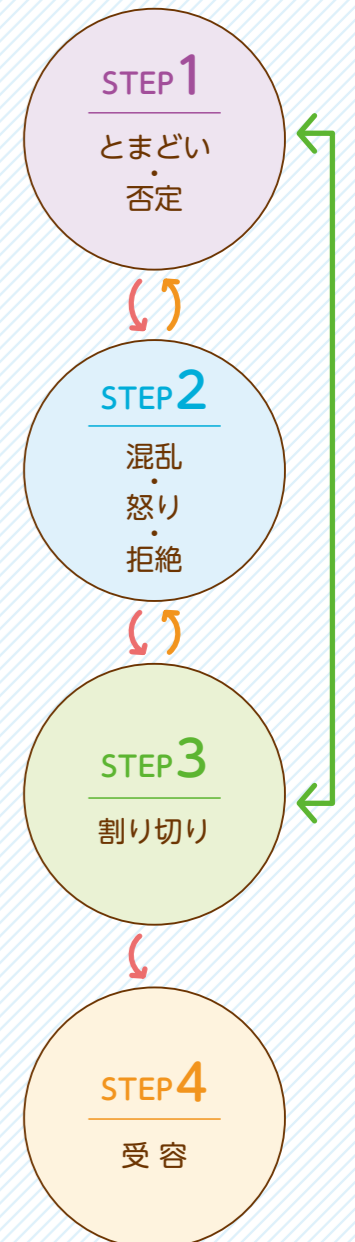 STEP1
とまどい
・
否定
STEP2
混乱
・
怒り
・
拒絶
STEP3
割り切り
STEP4
受 容